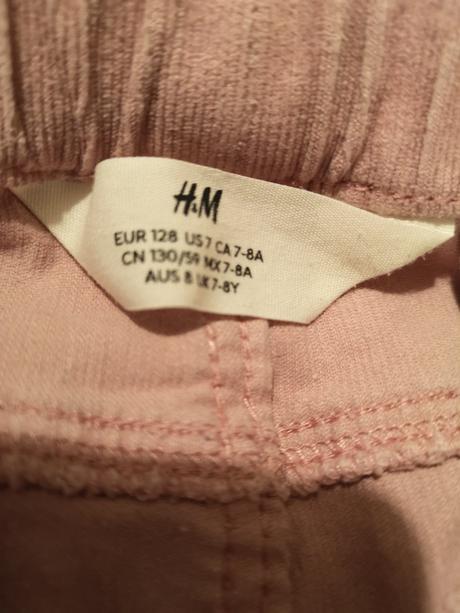 H&M
EUR 128 US 7 CA 7-8A
CN 130/59 MX 7-8A
AUS 8 UK 7-8Y